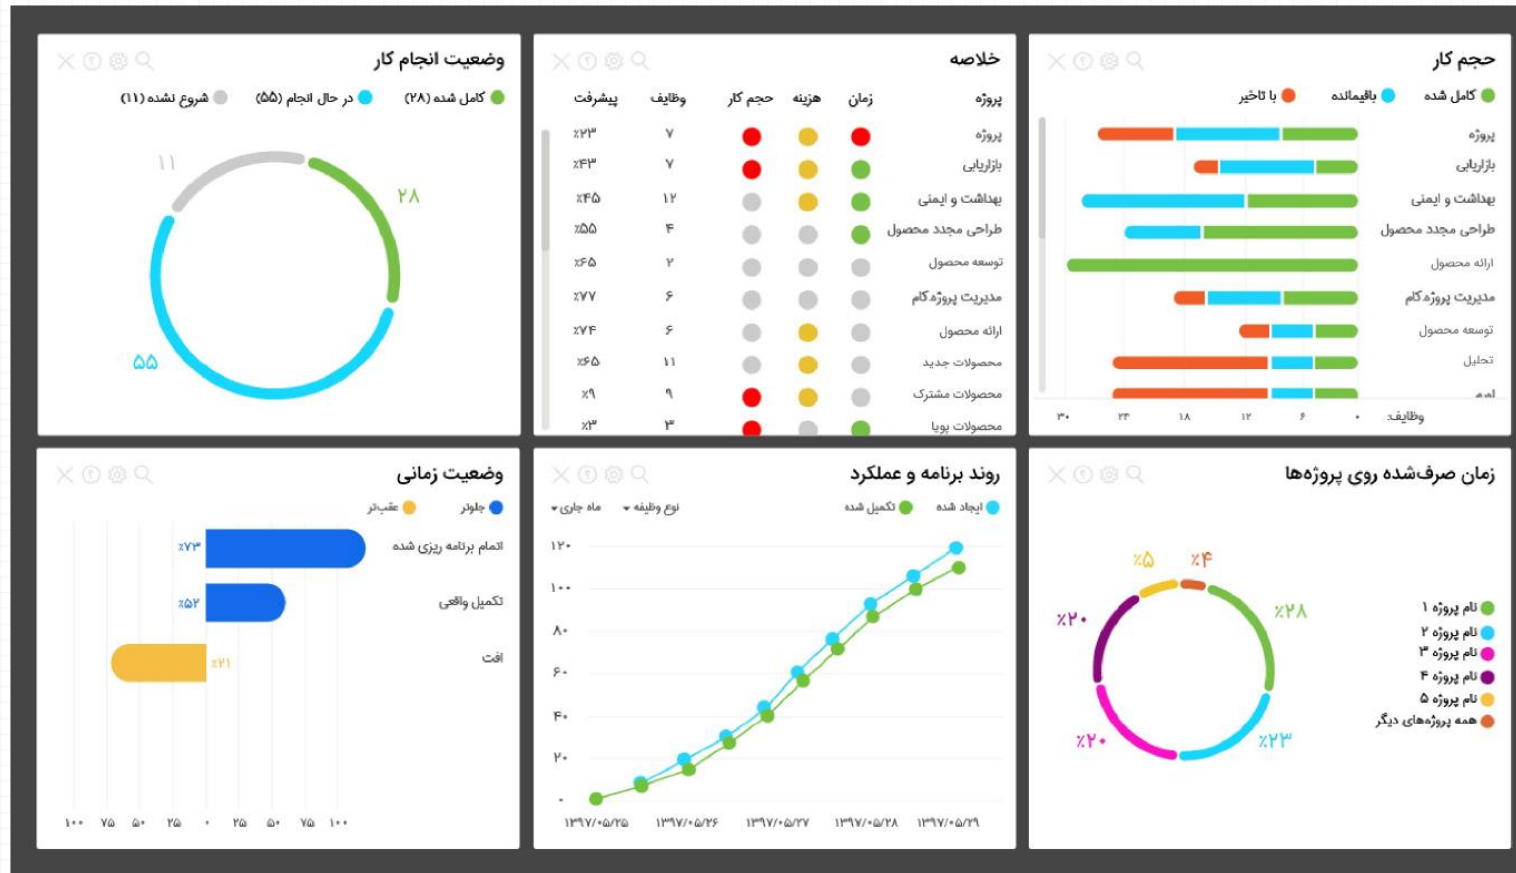 حجم کار
کامل شده باقیمانده با تاخیر
پروژه
بازاریابی
بهداشت و ایمنی
طراحی مجدد محصول
ارائه محصول
مدیریت پروژه.کام
توسعه محصول
تحلیل
وظایف: ۰ ۶ ۱۲ ۱۸ ۲۴ ۳۰
خلاصه
پروژه زمان هزینه حجم کار وظایف پیشرفت
پروژه ۷ ٪۲۳
بازاریابی ۷ ٪۴۳
بهداشت و ایمنی ۱۲ ٪۴۵
طراحی مجدد محصول ۴ ٪۵۵
توسعه محصول ۲ ٪۶۵
مدیریت پروژه.کام ۶ ٪۷۷
ارائه محصول ۶ ٪۷۴
محصولات جدید ۱۱ ٪۶۵
محصولات مشترک ۹ ٪۹
محصولات پویا ۳ ٪۳
وضعیت انجام کار
کامل شده (۲۸) در حال انجام (۵۵) شروع نشده (۱۱)
۱۱
۲۸
۵۵
زمان صرف‌شده روی پروژه‌ها
٪۴
٪۵
٪۲۸
٪۲۰
٪۲۰
٪۲۳
نام پروژه ۱
نام پروژه ۲
نام پروژه ۳
نام پروژه ۴
نام پروژه ۵
همه پروژه‌های دیگر
روند برنامه و عملکرد
ایجاد شده تکمیل شده نوع وظیفه ماه جاری
۱۲۰
۱۰۰
۸۰
۶۰
۴۰
۲۰
۰
۱۳۹۷/۰۵/۲۵ ۱۳۹۷/۰۵/۲۶ ۱۳۹۷/۰۵/۲۷ ۱۳۹۷/۰۵/۲۸ ۱۳۹۷/۰۵/۲۹
وضعیت زمانی
جلوتر عقب‌تر
اتمام برنامه ریزی شده ٪۷۳
تکمیل واقعی ٪۵۲
افت ٪۲۱
۱۰۰ ۷۵ ۵۰ ۲۵ ۰ ۲۵ ۵۰ ۷۵ ۱۰۰